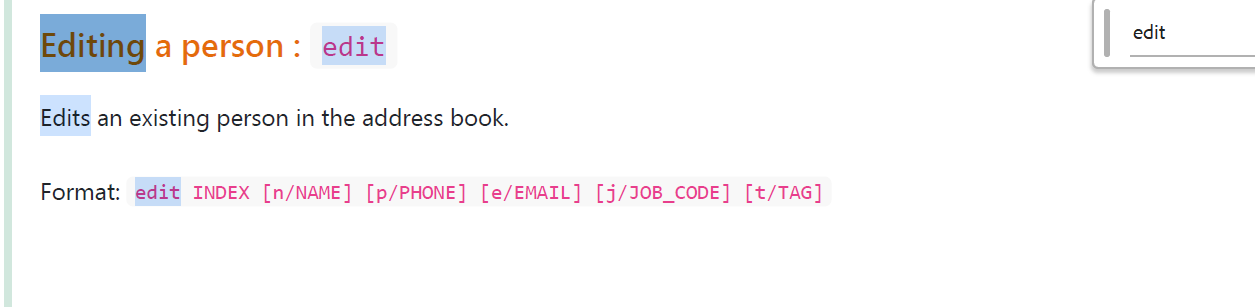 Editing a person : edit
edit
Edits an existing person in the address book.
Format: edit INDEX [n/NAME] [p/PHONE] [e/EMAIL] [j/JOB_CODE] [t/TAG]